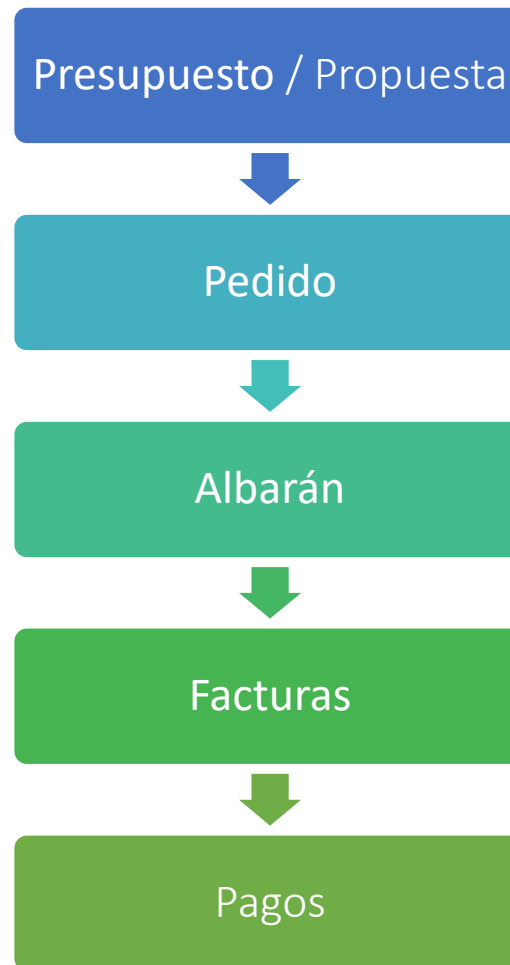 Presupuesto / Propuesta
Pedido
Albarán
Facturas
Pagos